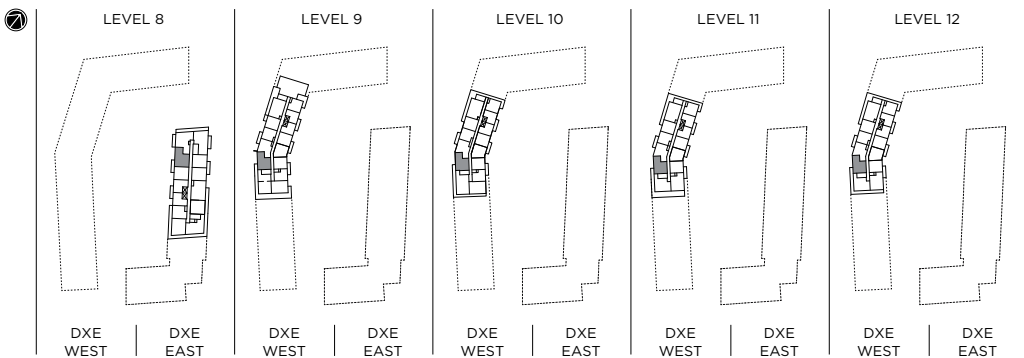 LEVEL 8
LEVEL 9
LEVEL 10
LEVEL 11
LEVEL 12
DXE
WEST
DXE
EAST
DXE
WEST
DXE
EAST
DXE
WEST
DXE
EAST
DXE
WEST
DXE
EAST
DXE
WEST
DXE
EAST